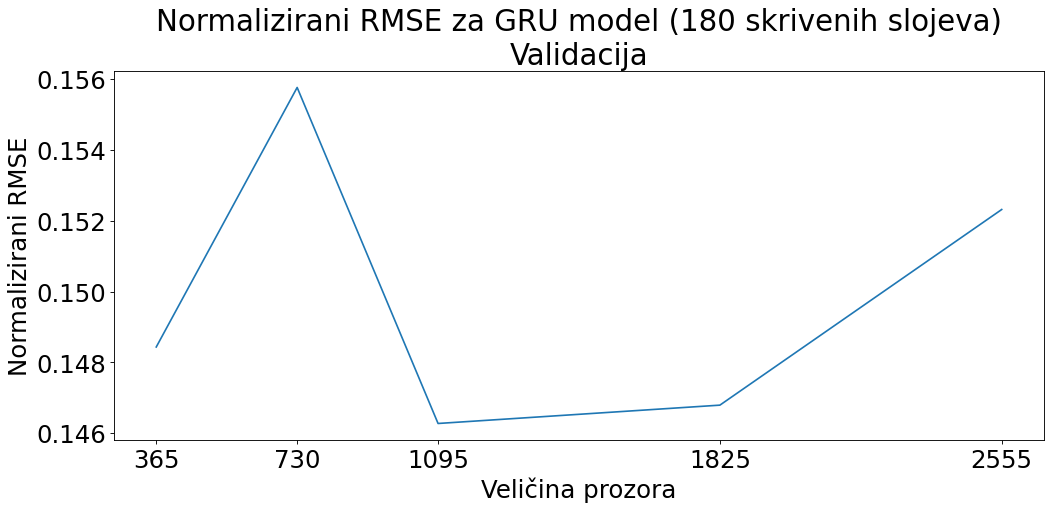 Normalizirani RMSE za GRU model (180 skrivenih slojeva)
Validacija
Normalizirani RMSE
0.156
0.154
0.152
0.150
0.148
0.146
365 730 1095 1825 2555
Veličina prozora